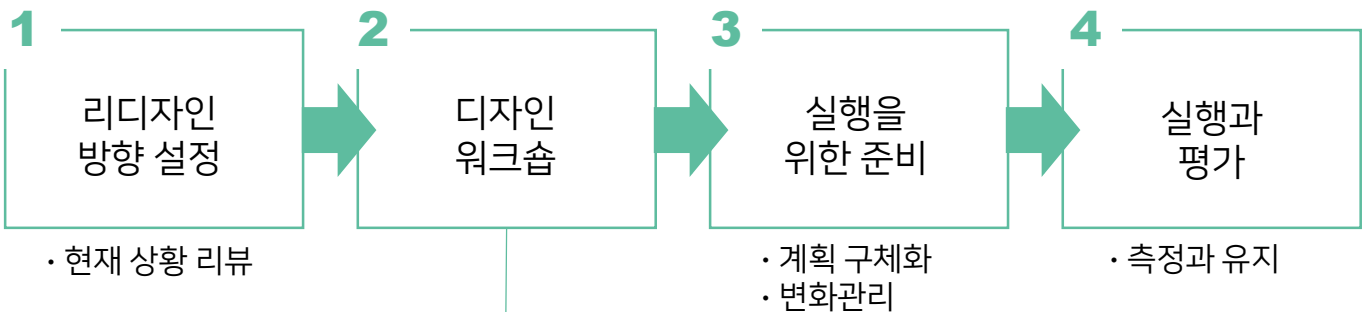 1
리디자인
방향 설정
· 현재 상황 리뷰
2
디자인
워크숍
3
실행을
위한 준비
· 계획 구체화
· 변화관리
4
실행과
평가
· 측정과 유지